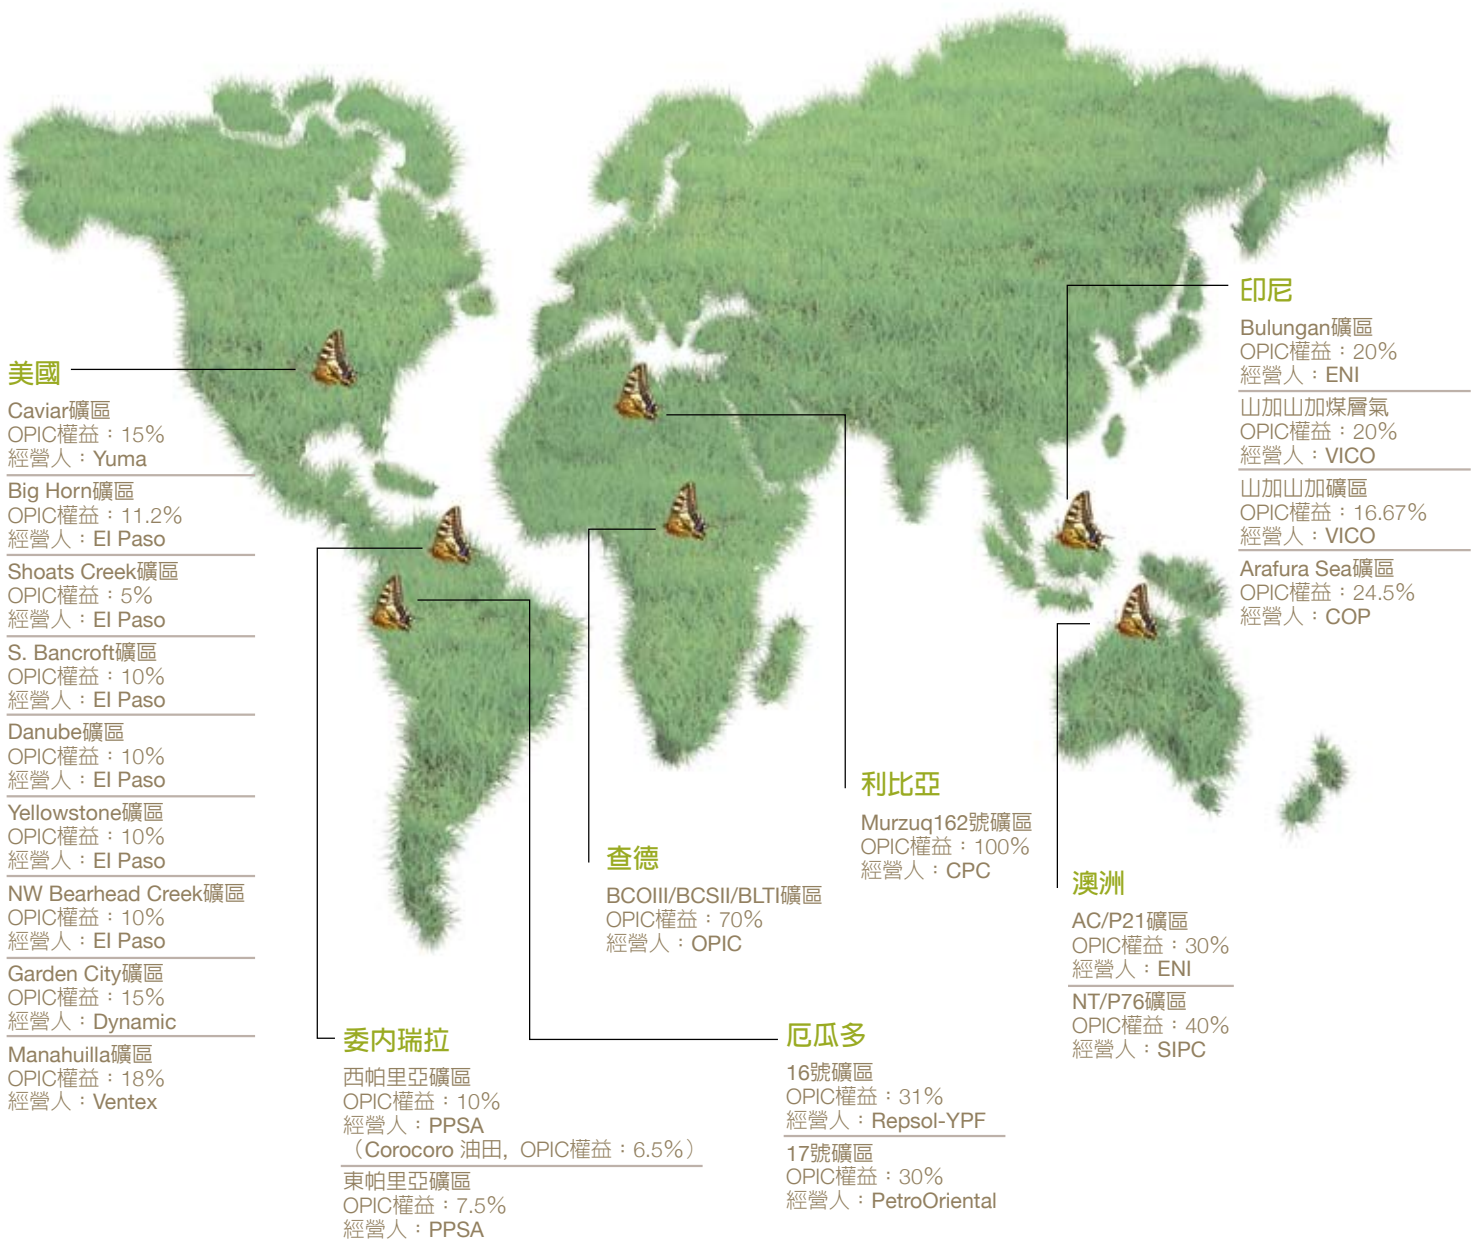 美國
Caviar礦區
OPIC權益：15%
經營人：Yuma
Big Horn礦區
OPIC權益：11.2%
經營人：El Paso
Shoats Creek礦區
OPIC權益：5%
經營人：El Paso
S. Bancroft礦區
OPIC權益：10%
經營人：El Paso
Danube礦區
OPIC權益：10%
經營人：El Paso
Yellowstone礦區
OPIC權益：10%
經營人：El Paso
NW Bearhead Creek礦區
OPIC權益：10%
經營人：El Paso
Garden City礦區
OPIC權益：15%
經營人：Dynamic
Manahuilla礦區
OPIC權益：18%
經營人：Ventex
委內瑞拉
西帕里亞礦區
OPIC權益：10%
經營人：PPSA
（Corocoro 油田, OPIC權益：6.5%）
東帕里亞礦區
OPIC權益：7.5%
經營人：PPSA
查德
BCOIII/BCSII/BLTI礦區
OPIC權益：70%
經營人：OPIC
厄瓜多
16號礦區
OPIC權益：31%
經營人：Repsol-YPF
17號礦區
OPIC權益：30%
經營人：PetroOriental
利比亞
Murzuq162號礦區
OPIC權益：100%
經營人：CPC
澳洲
AC/P21礦區
OPIC權益：30%
經營人：ENI
NT/P76礦區
OPIC權益：40%
經營人：SIPC
印尼
Bulungan礦區
OPIC權益：20%
經營人：ENI
山加山加煤層氣
OPIC權益：20%
經營人：VICO
山加山加礦區
OPIC權益：16.67%
經營人：VICO
Arafura Sea礦區
OPIC權益：24.5%
經營人：COP